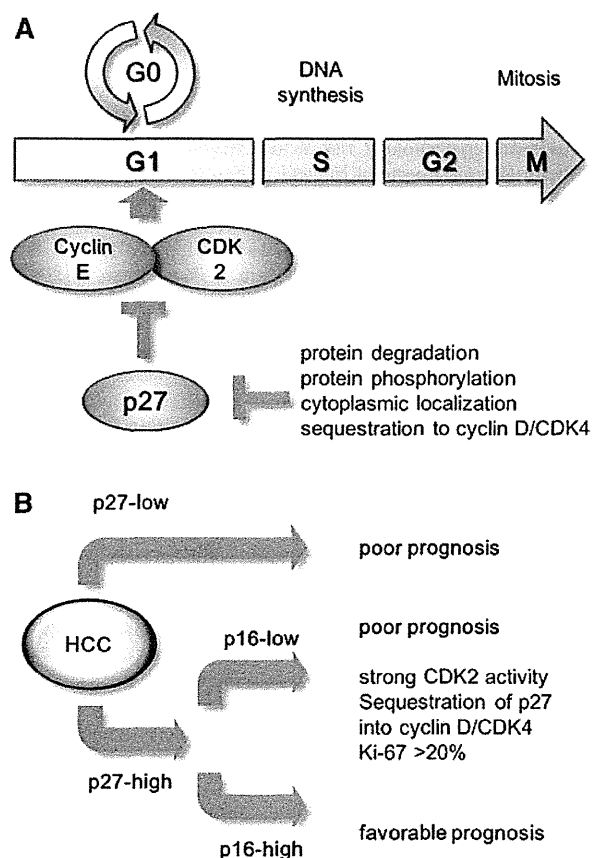 A
G0
DNA
synthesis
Mitosis
G1
S
G2
M
Cyclin
E
CDK
2
p27
protein degradation
protein phosphorylation
cytoplasmic localization
sequestration to cyclin D/CDK4
B
p27-low
poor prognosis
HCC
p16-low
poor prognosis
strong CDK2 activity
Sequestration of p27
into cyclin D/CDK4
Ki-67 >20%
p27-high
p16-high
favorable prognosis